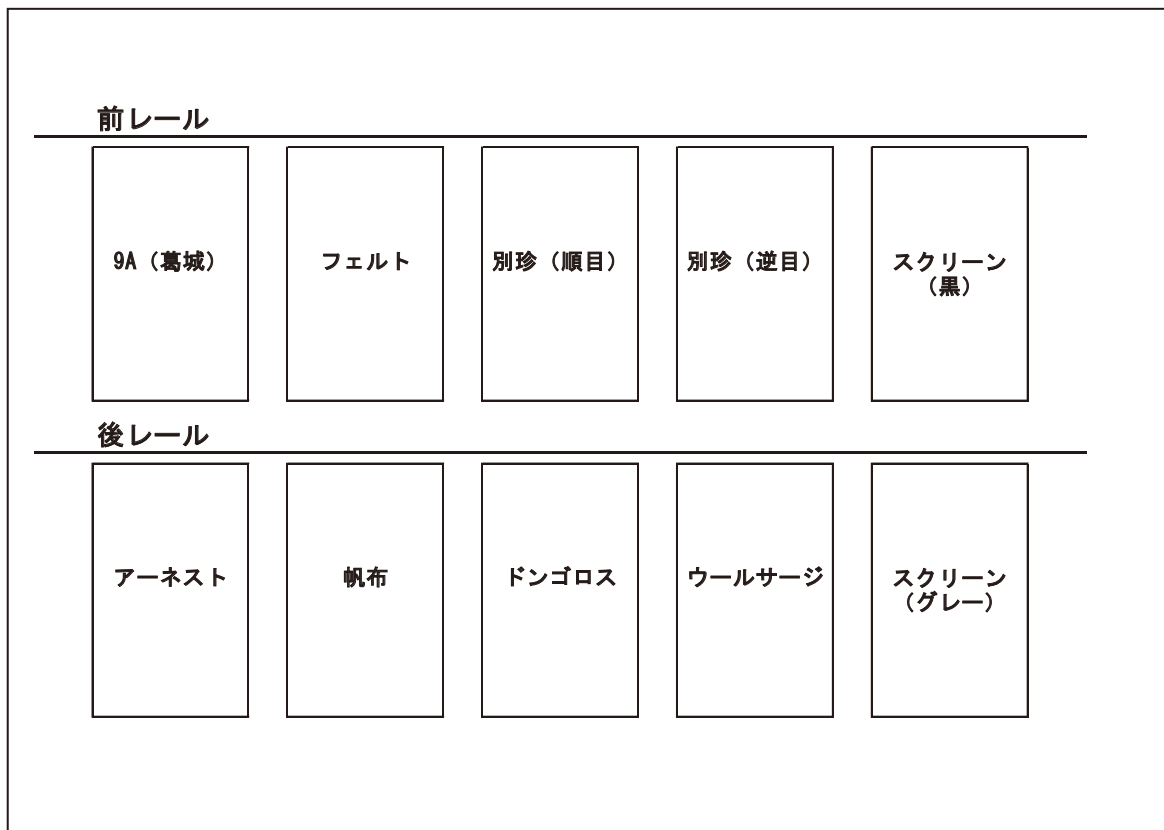 前レール
9A（葛城）
フェルト
別珍（順目）
別珍（逆目）
スクリーン
（黒）
後レール
アーネスト
帆布
ドンゴロス
ウールサージ
スクリーン
（グレー）